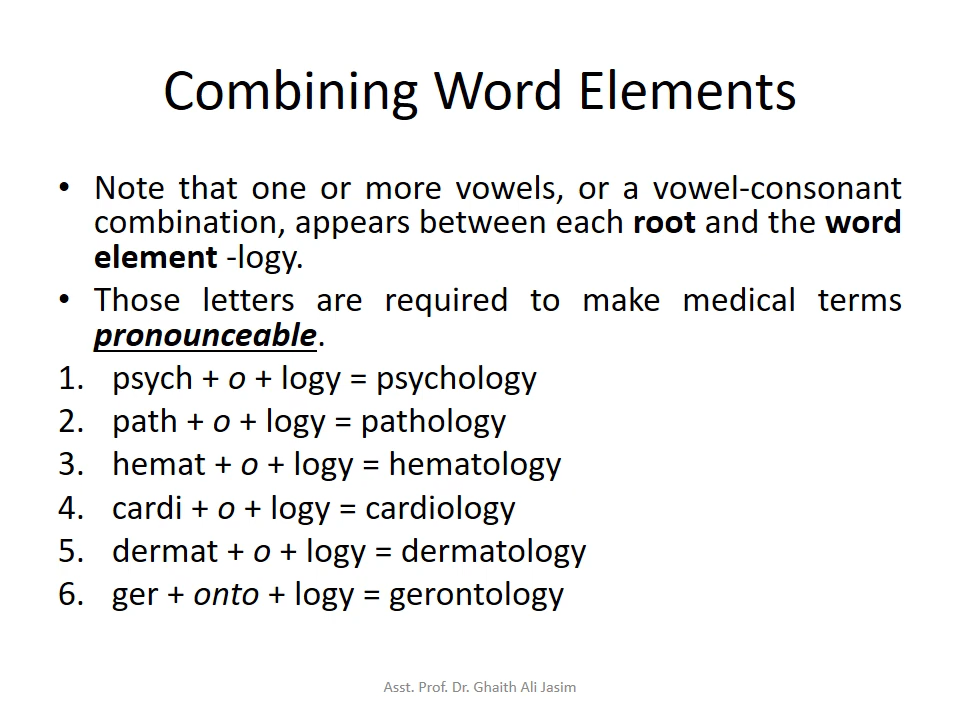 Combining Word Elements
• Note that one or more vowels, or a vowel-consonant
combination, appears between each root and the word
element -logy.
• Those letters are required to make medical terms
pronounceable.
1. psych + o + logy = psychology
2. path + o + logy = pathology
3. hemat + o + logy = hematology
4. cardi + o + logy = cardiology
5. dermat + o + logy = dermatology
6. ger + onto + logy = gerontology
Asst. Prof. Dr. Ghaith Ali Jasim